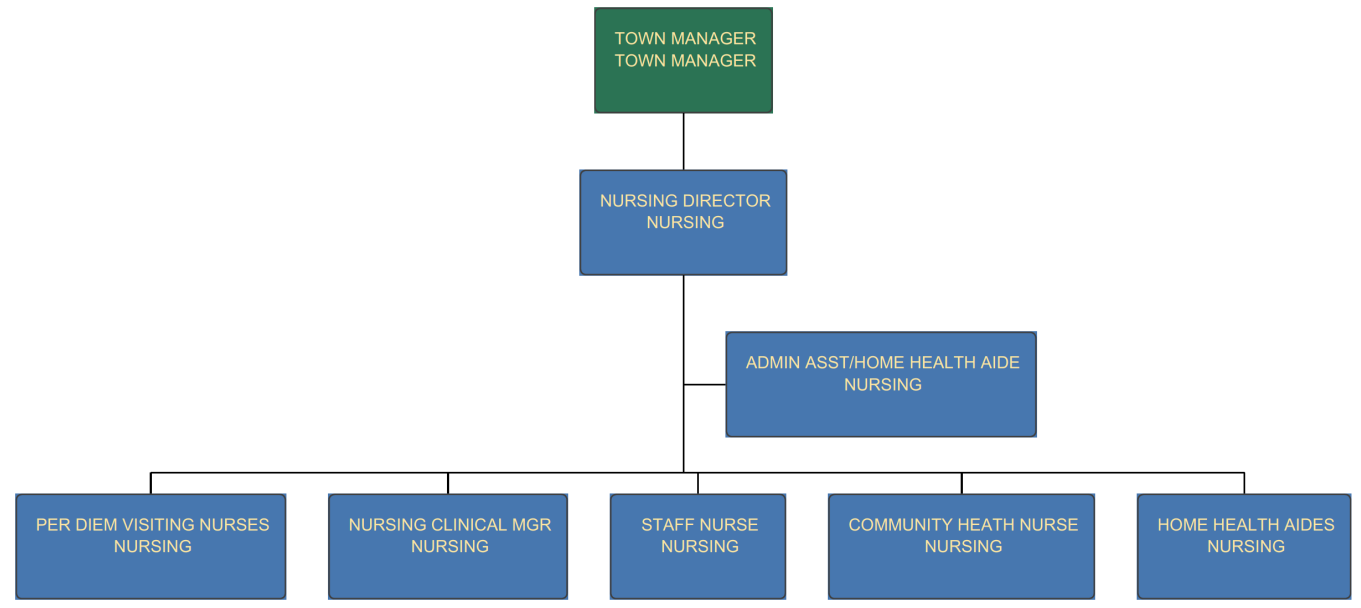 TOWN MANAGER
TOWN MANAGER
NURSING DIRECTOR
NURSING
ADMIN ASST/HOME HEALTH AIDE
NURSING
PER DIEM VISITING NURSES
NURSING
NURSING CLINICAL MGR
NURSING
STAFF NURSE
NURSING
COMMUNITY HEATH NURSE
NURSING
HOME HEALTH AIDES
NURSING